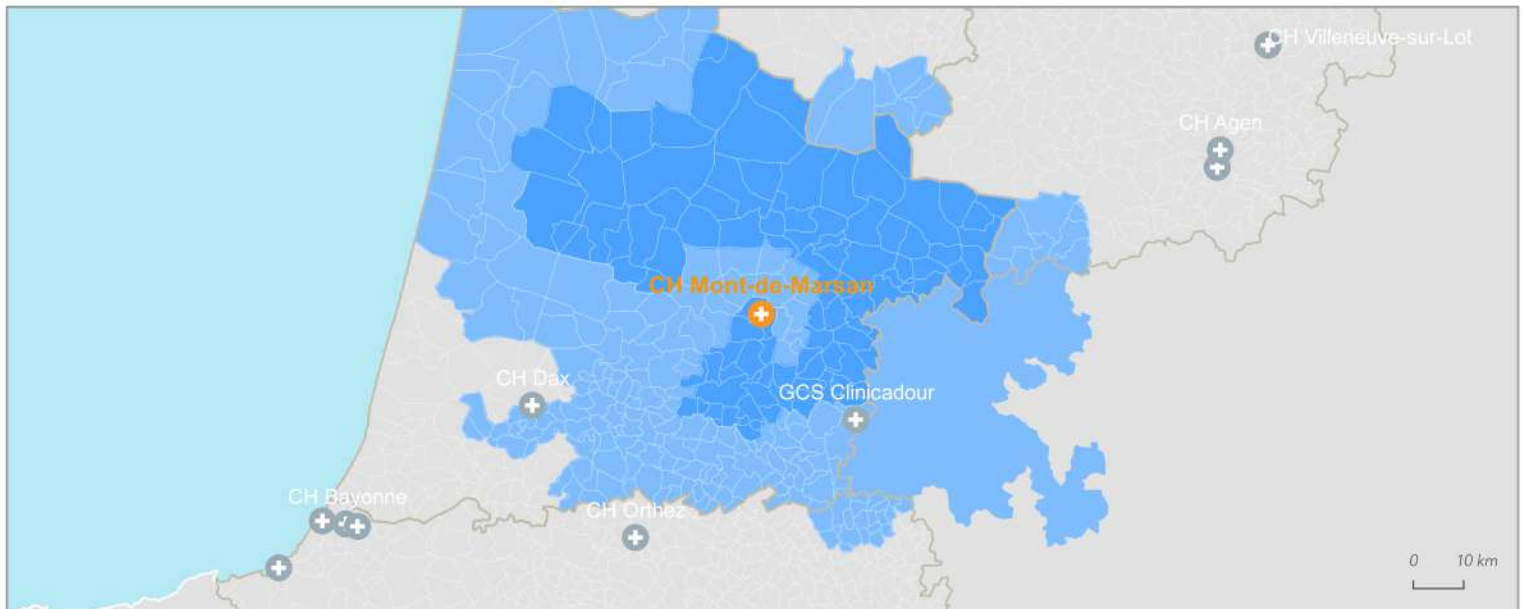 CH Villeneuve-sur-Lot
CH Agen
CH Mont-de-Marsan
CH Dax
GCS Clinicadour
CH Bayonne
CH Orthez
0 10 km